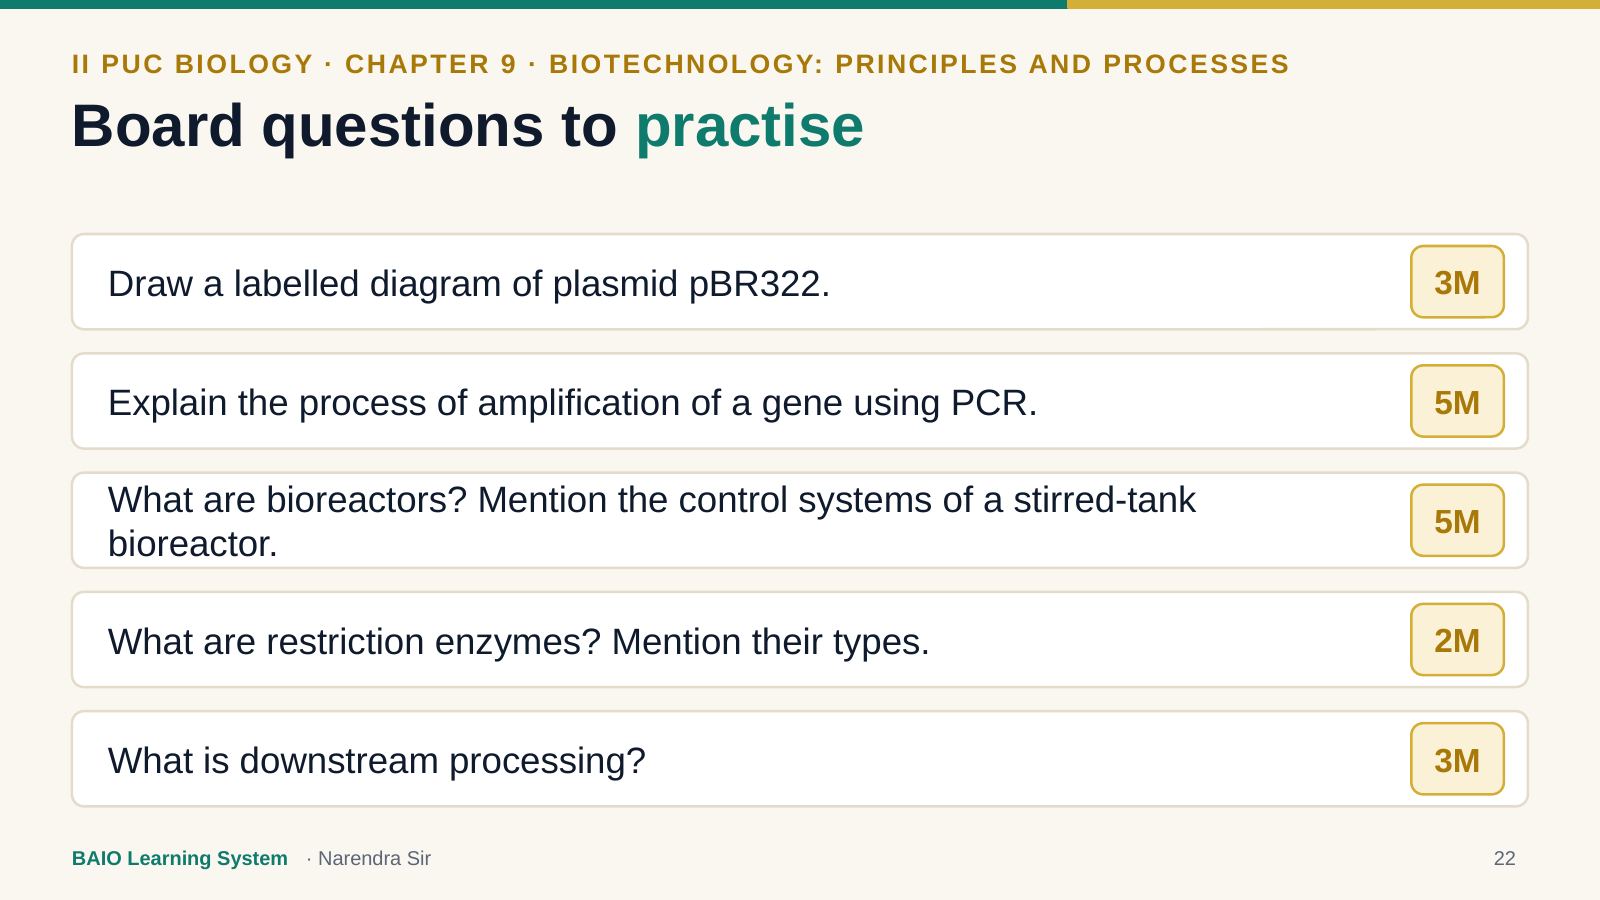 II PUC BIOLOGY · CHAPTER 9 · BIOTECHNOLOGY: PRINCIPLES AND PROCESSES
Board questions to practise
Draw a labelled diagram of plasmid pBR322.
3M
Explain the process of amplification of a gene using PCR.
5M
What are bioreactors? Mention the control systems of a stirred-tank
bioreactor.
5M
What are restriction enzymes? Mention their types.
2M
What is downstream processing?
3M
BAIO Learning System · Narendra Sir
22